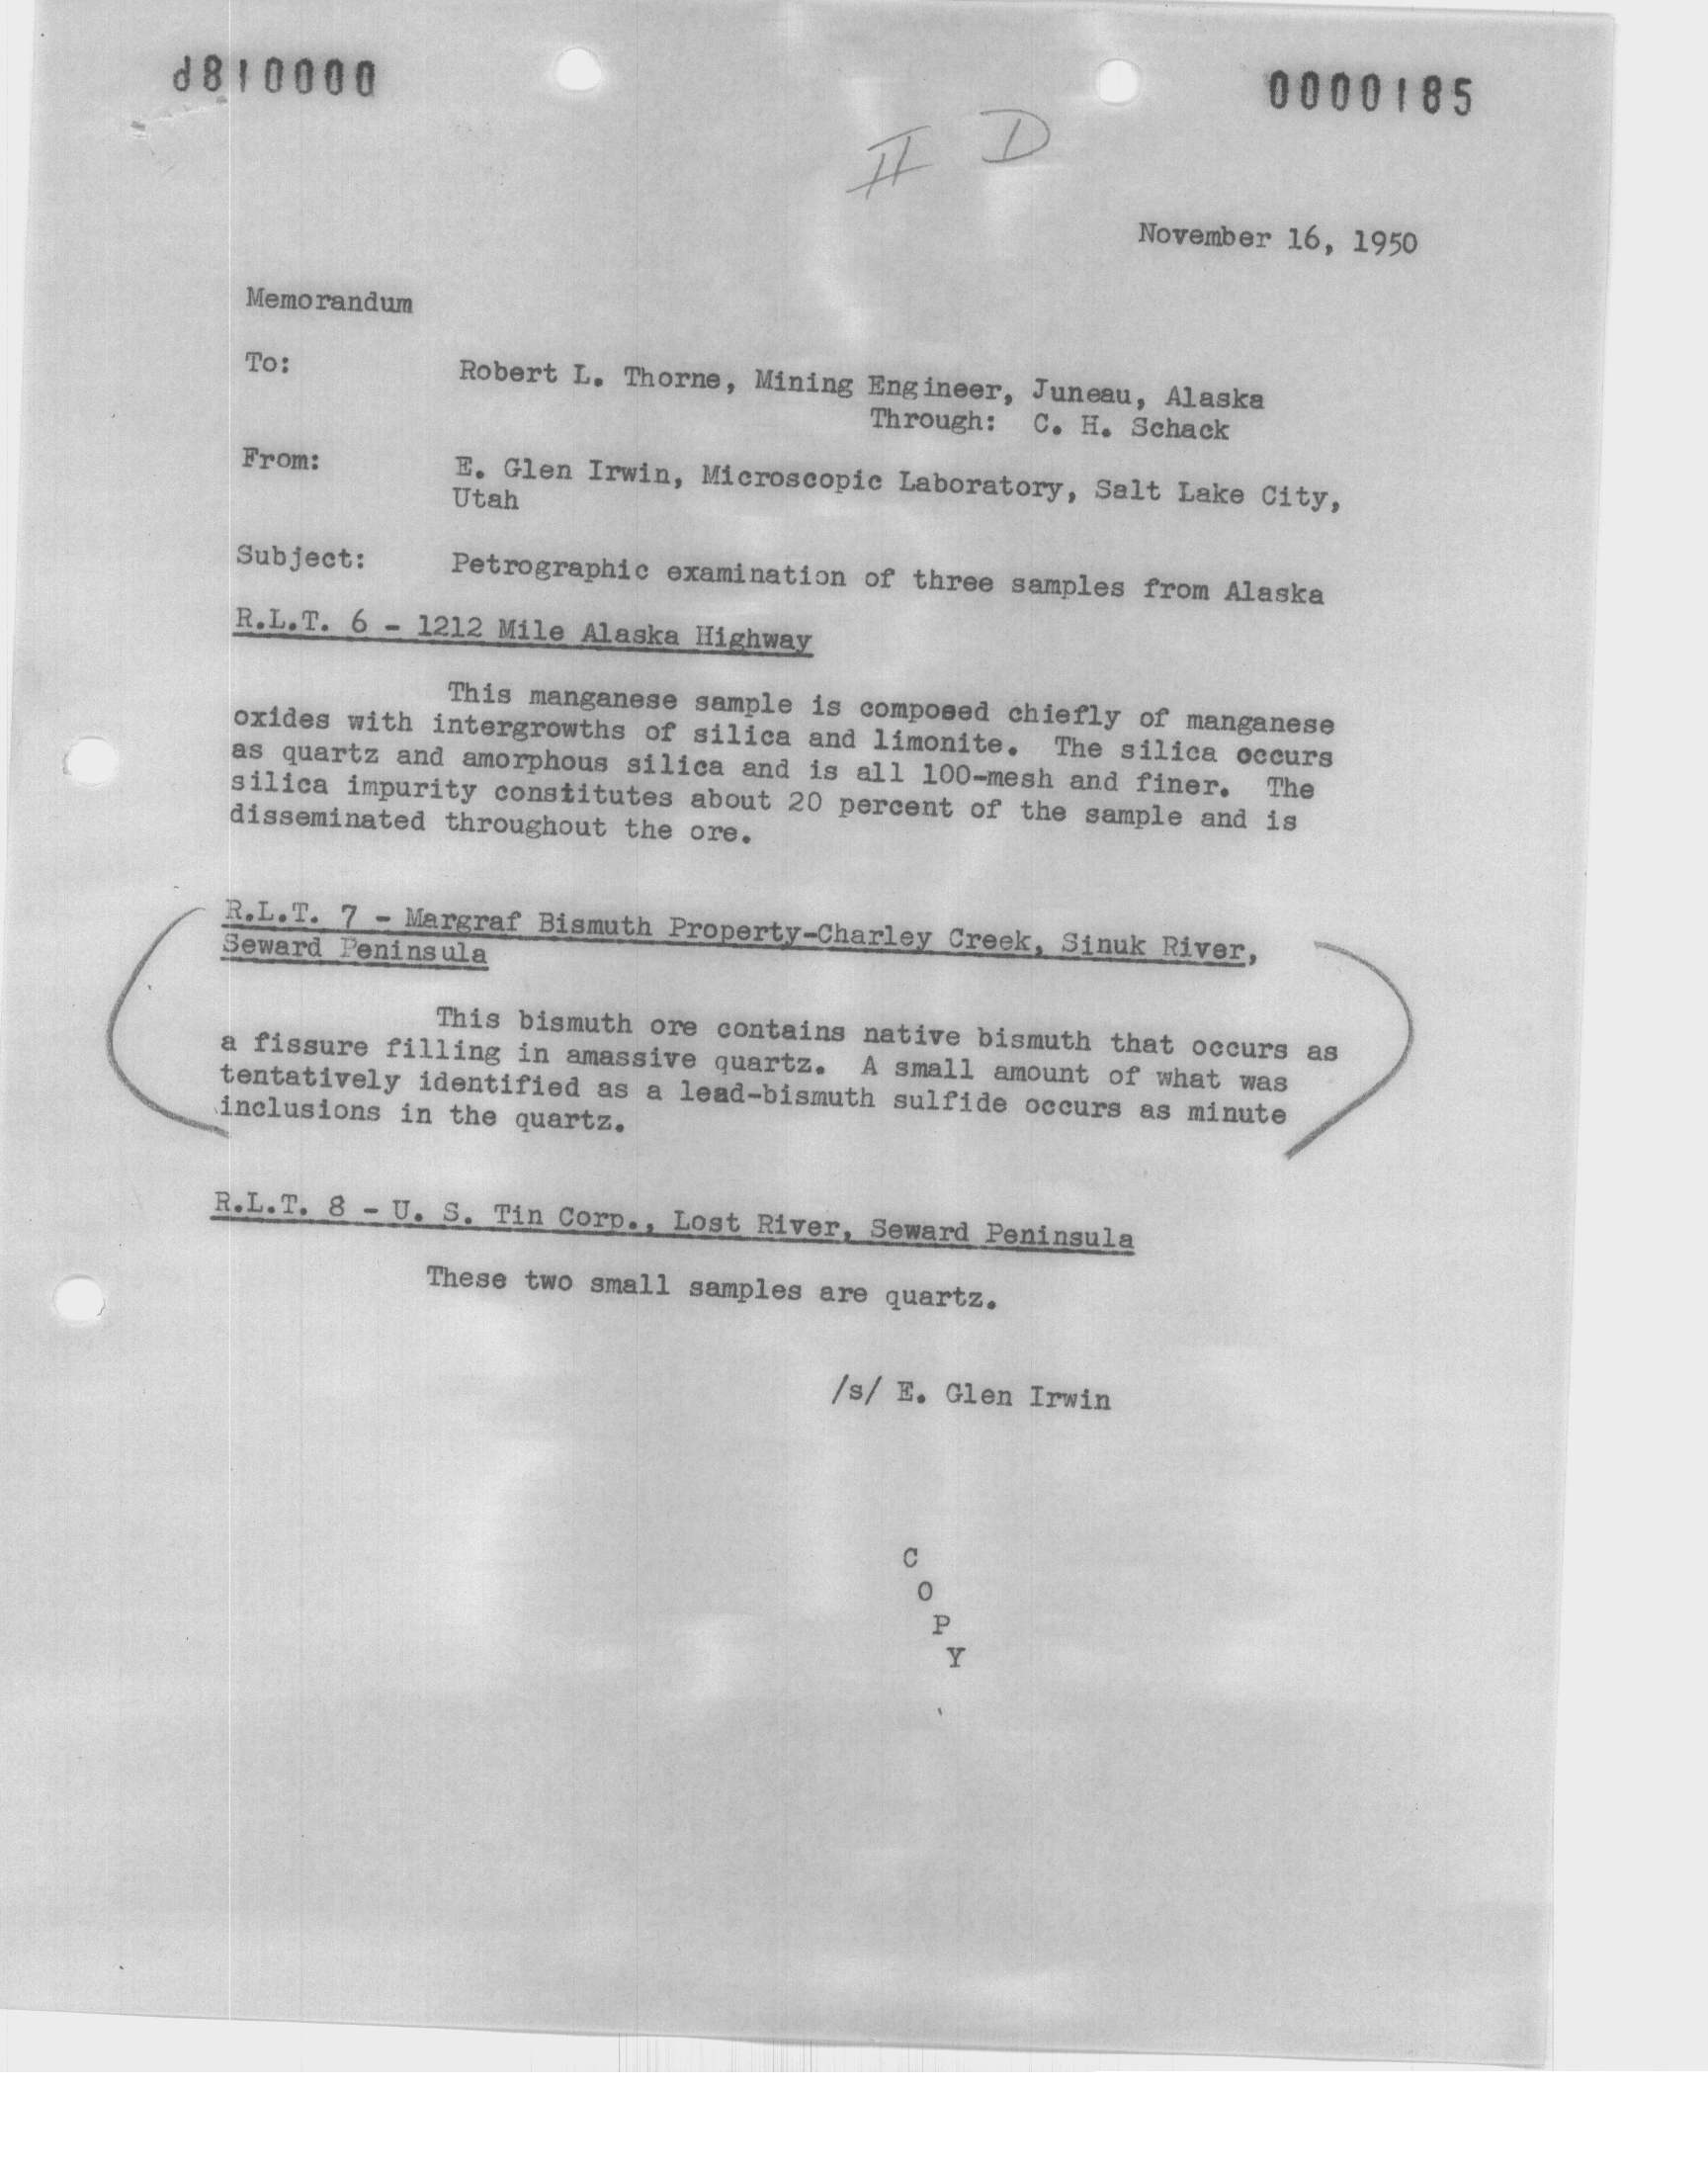 d810000
0000185
II D
November 16, 1950
Memorandum
To: Robert L. Thorne, Mining Engineer, Juneau, Alaska
Through: C. H. Schack
From: E. Glen Irwin, Microscopic Laboratory, Salt Lake City,
Utah
Subject: Petrographic examination of three samples from Alaska
R.L.T. 6 - 1212 Mile Alaska Highway
This manganese sample is composed chiefly of manganese
oxides with intergrowths of silica and limonite. The silica occurs
as quartz and amorphous silica and is all 100-mesh and finer. The
silica impurity constitutes about 20 percent of the sample and is
disseminated throughout the ore.
R.L.T. 7 - Margraf Bismuth Property-Charley Creek, Sinuk River,
Seward Peninsula
This bismuth ore contains native bismuth that occurs as
a fissure filling in amassive quartz. A small amount of what was
tentatively identified as a lead-bismuth sulfide occurs as minute
inclusions in the quartz.
R.L.T. 8 - U. S. Tin Corp., Lost River, Seward Peninsula
These two small samples are quartz.
/s/ E. Glen Irwin
C
O
P
Y